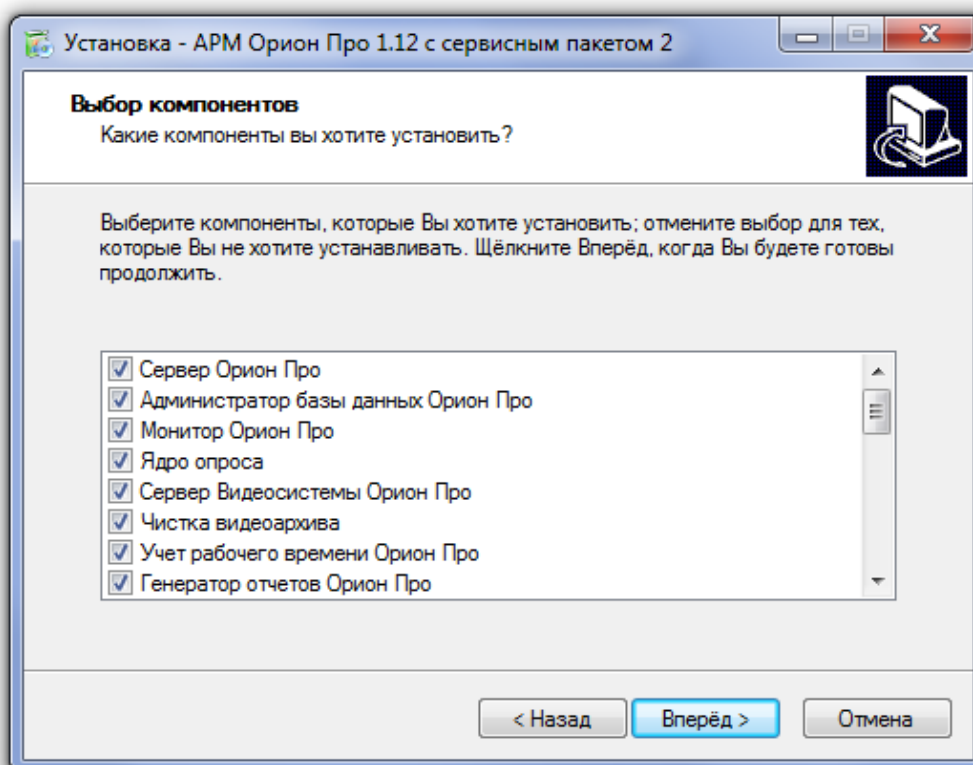 Установка - АРМ Орион Про 1.12 с сервисным пакетом 2
Выбор компонентов
Какие компоненты вы хотите установить?
Выберите компоненты, которые Вы хотите установить; отмените выбор для тех,
которые Вы не хотите устанавливать. Щёлкните Вперёд, когда Вы будете готовы
продолжить.
Сервер Орион Про
Администратор базы данных Орион Про
Монитор Орион Про
Ядро опроса
Сервер Видеосистемы Орион Про
Чистка видеоархива
Учет рабочего времени Орион Про
Генератор отчетов Орион Про
< Назад
Вперёд >
Отмена